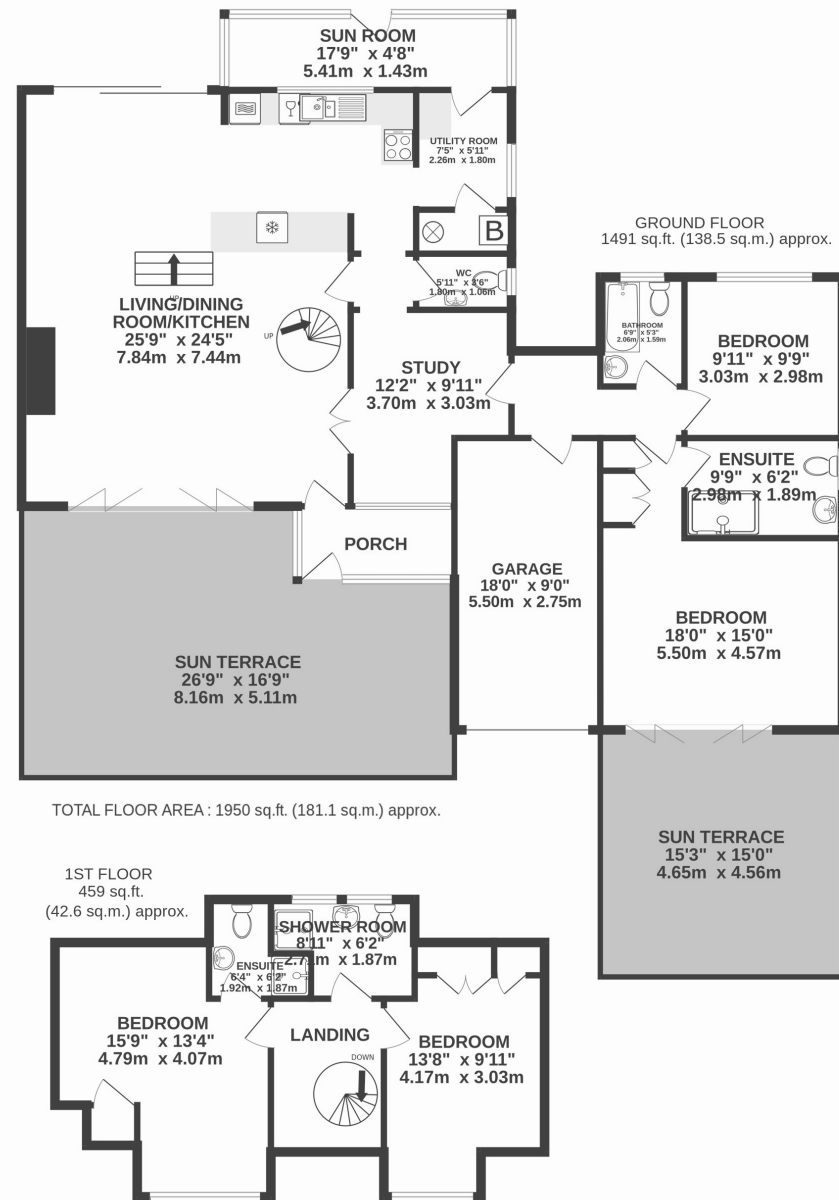 SUN ROOM
17'9" x 4'8"
5.41m x 1.43m
UTILITY ROOM
7'5" x 5'11"
2.26m x 1.80m
B
GROUND FLOOR
1491 sq.ft. (138.5 sq.m.) approx.
WC
5'11" x 3'6"
1.80m x 1.06m
UP
LIVING/DINING
ROOM/KITCHEN
25'9" x 24'5"
7.84m x 7.44m
UP
STUDY
12'2" x 9'11"
3.70m x 3.03m
BATHROOM
6'9" x 5'3"
2.06m x 1.59m
BEDROOM
9'11" x 9'9"
3.03m x 2.98m
ENSUITE
9'9" x 6'2"
2.98m x 1.89m
PORCH
GARAGE
18'0" x 9'0"
5.50m x 2.75m
BEDROOM
18'0" x 15'0"
5.50m x 4.57m
SUN TERRACE
26'9" x 16'9"
8.16m x 5.11m
TOTAL FLOOR AREA : 1950 sq.ft. (181.1 sq.m.) approx.
SUN TERRACE
15'3" x 15'0"
4.65m x 4.56m
1ST FLOOR
459 sq.ft.
(42.6 sq.m.) approx.
SHOWER ROOM
8'11" x 6'2"
x 1.87m
ENSUITE
6'4" x 6'2"
1.92m x 1.87m
BEDROOM
15'9" x 13'4"
4.79m x 4.07m
LANDING
DOWN
BEDROOM
13'8" x 9'11"
4.17m x 3.03m